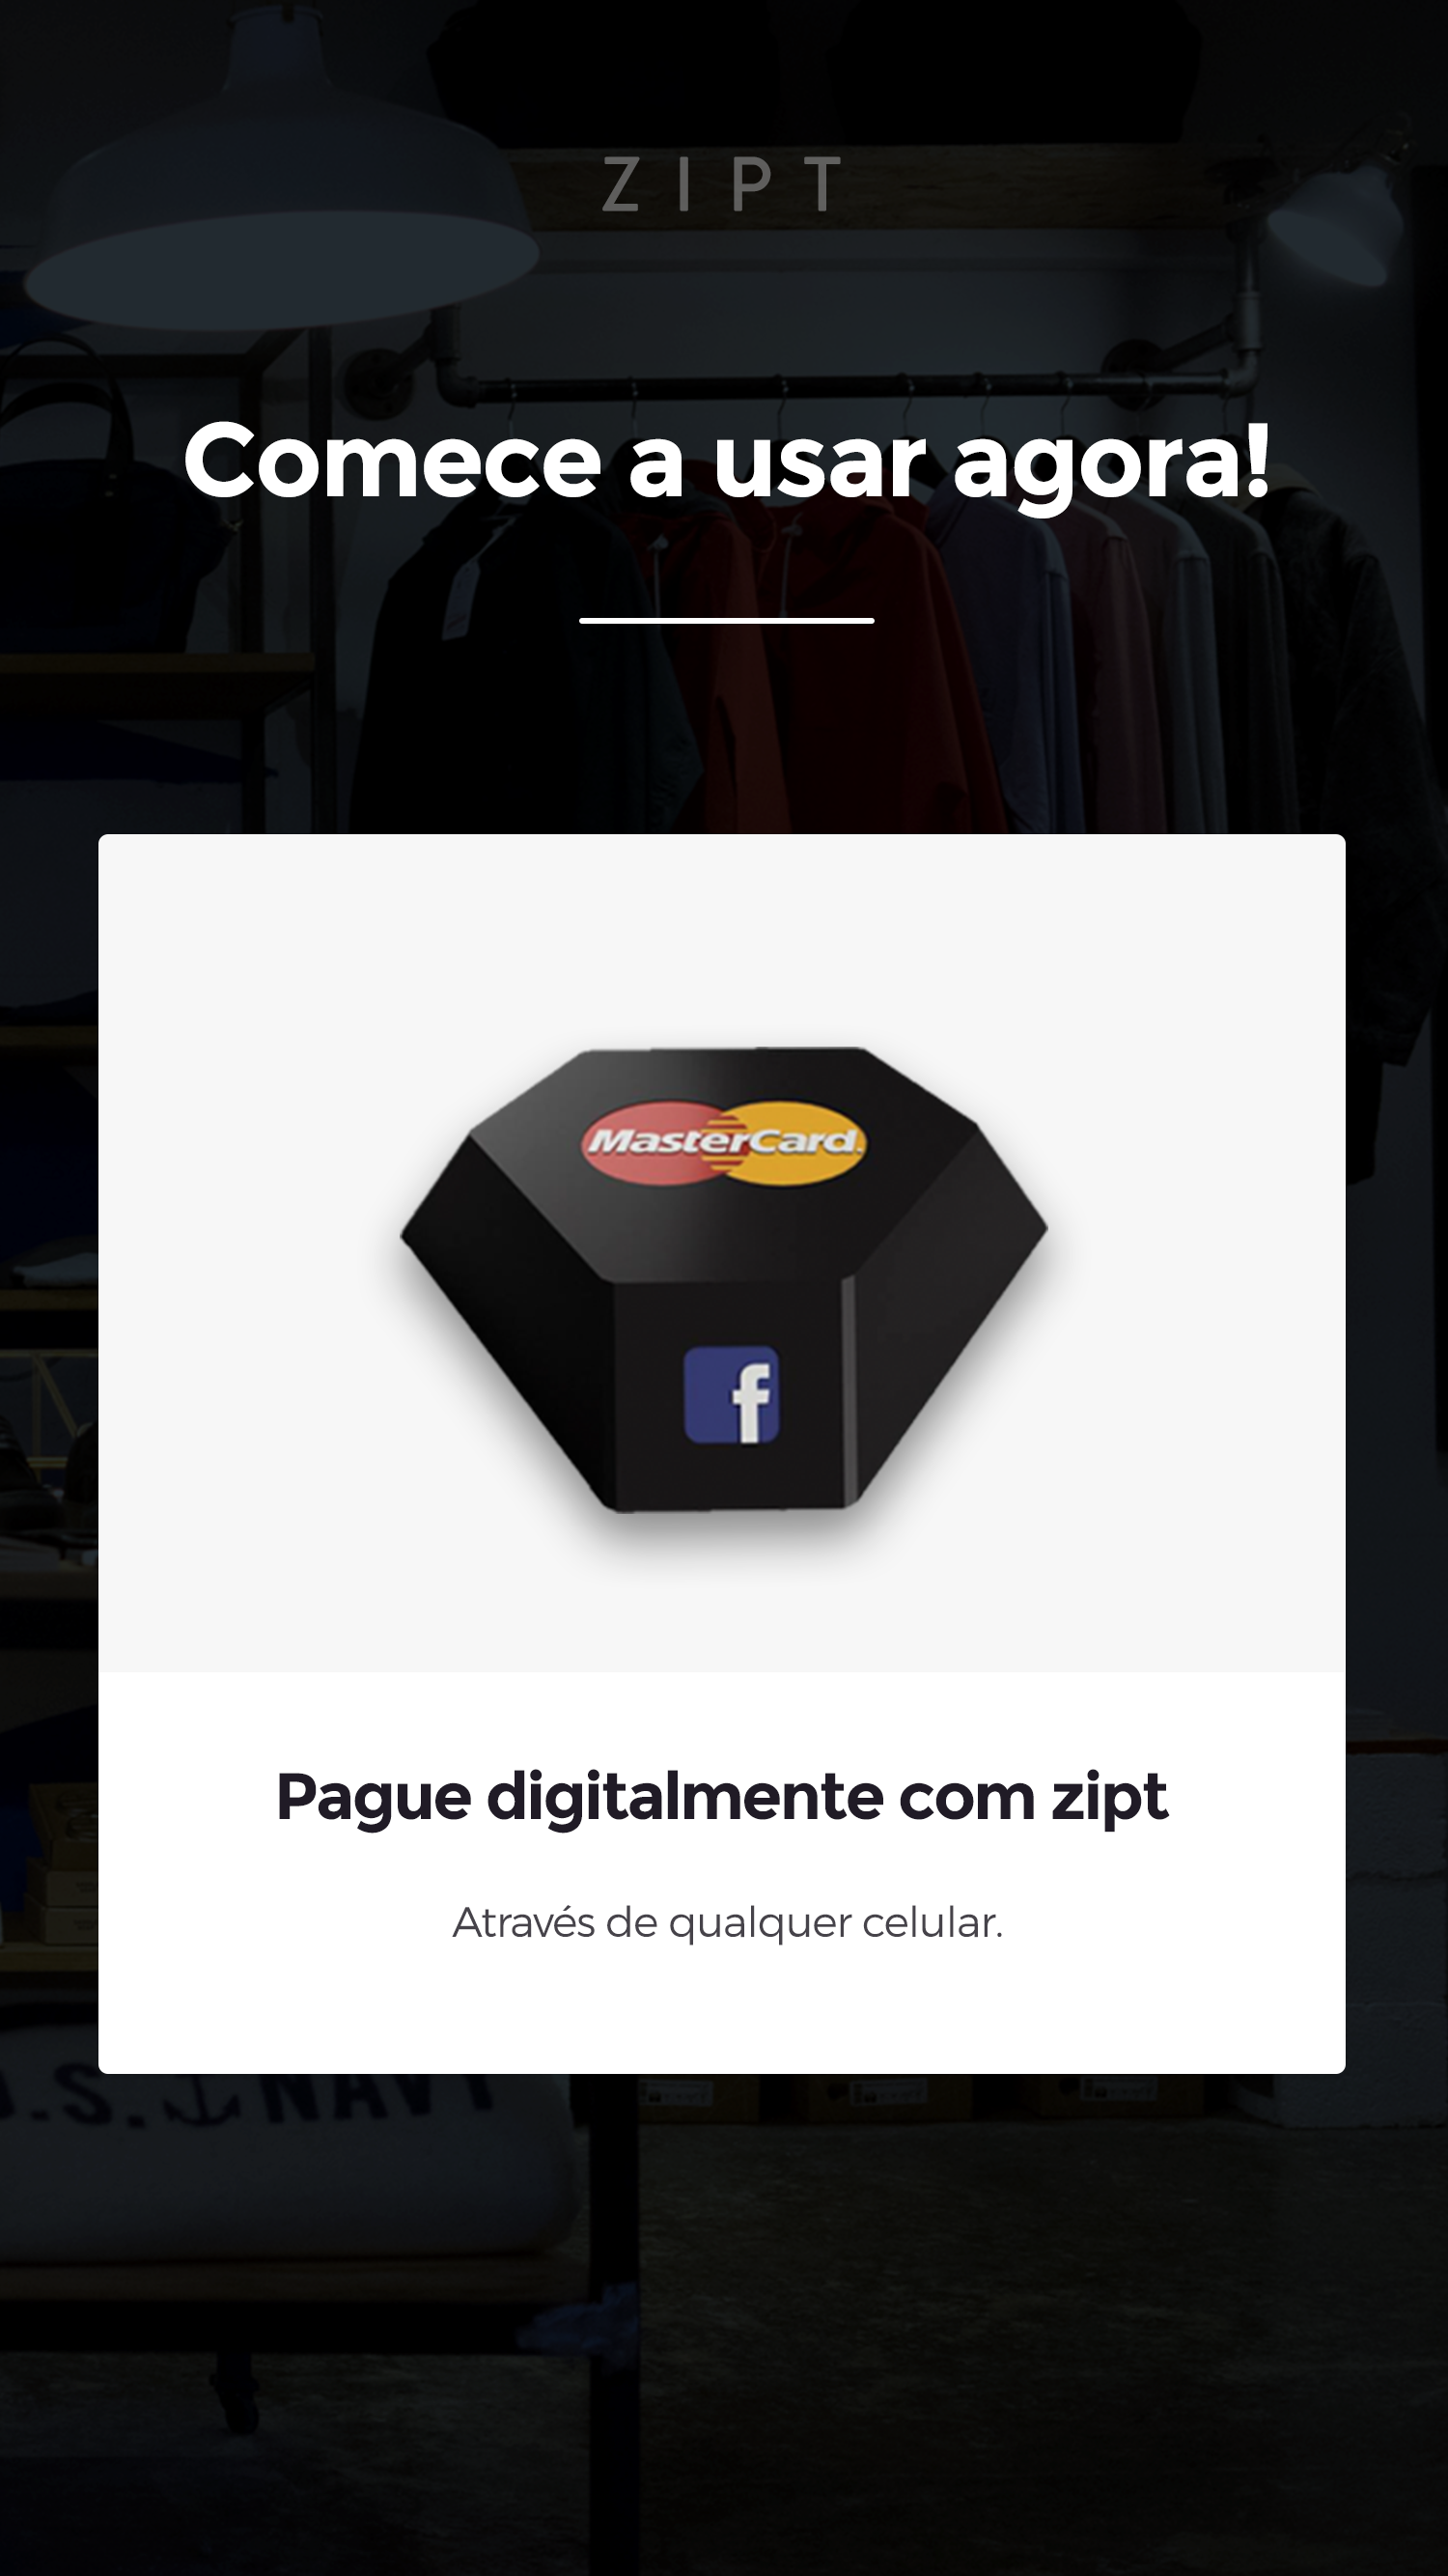 ZIPT
Comece a usar agora!
MasterCard.
f
Pague digitalmente com zipt
Através de qualquer celular.
.S. NAVY